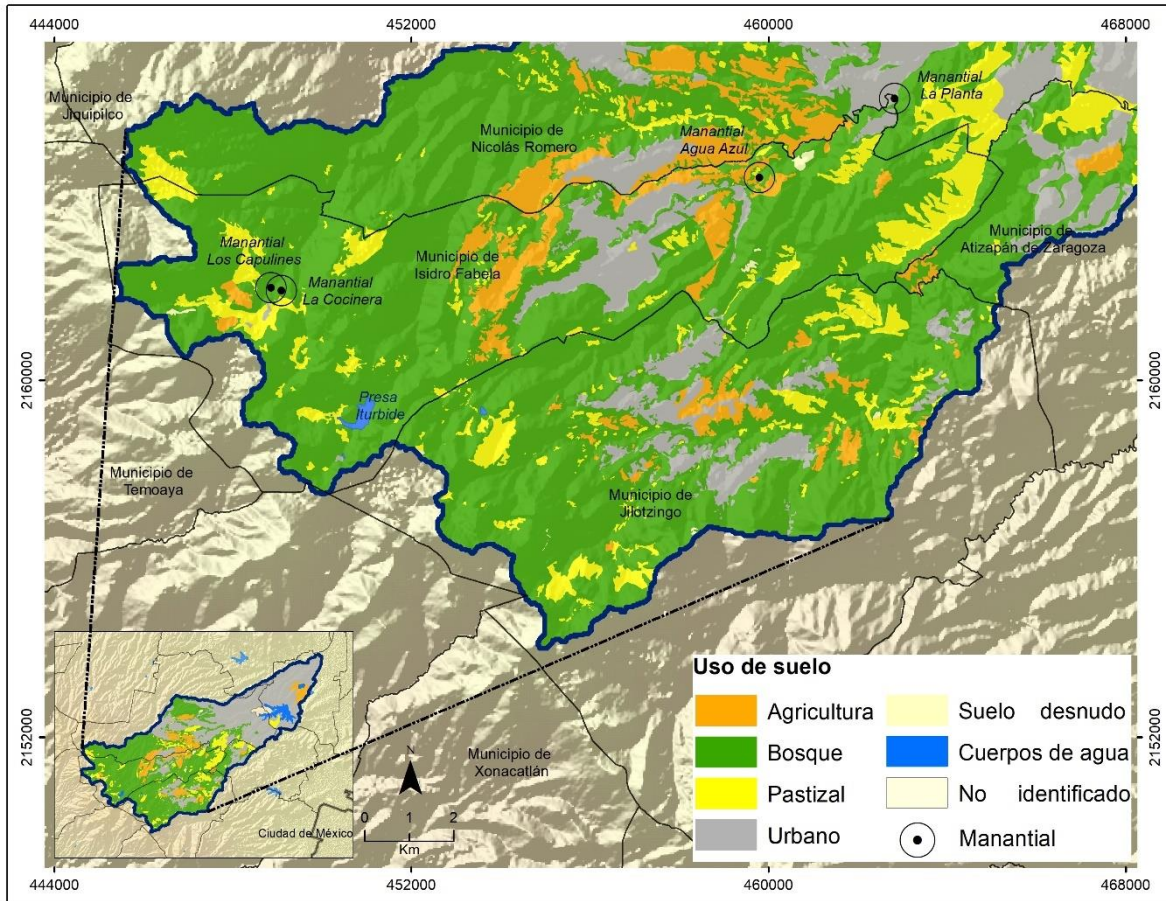 444000
452000
460000
468000
Municipio de
Jiquipilco
Manantial
La Planta
Municipio de
Nicolás Romero
Manantial
Agua Azul
Municipio de
Atizapán de Zaragoza
Manantial
Los Capulines
Municipio de
Isidro Fabela
Manantial
La Cocinera
2160000
2160000
Presa
Iturbide
Municipio de
Temoaya
Municipio de
Jilotzingo
Uso de suelo
Agricultura
Suelo desnudo
Bosque
Cuerpos de agua
Pastizal
No identificado
Urbano
Manantial
2152000
2152000
Municipio de
Xonacatlán
N
0 1 2
Km
Ciudad de México
444000
452000
460000
468000